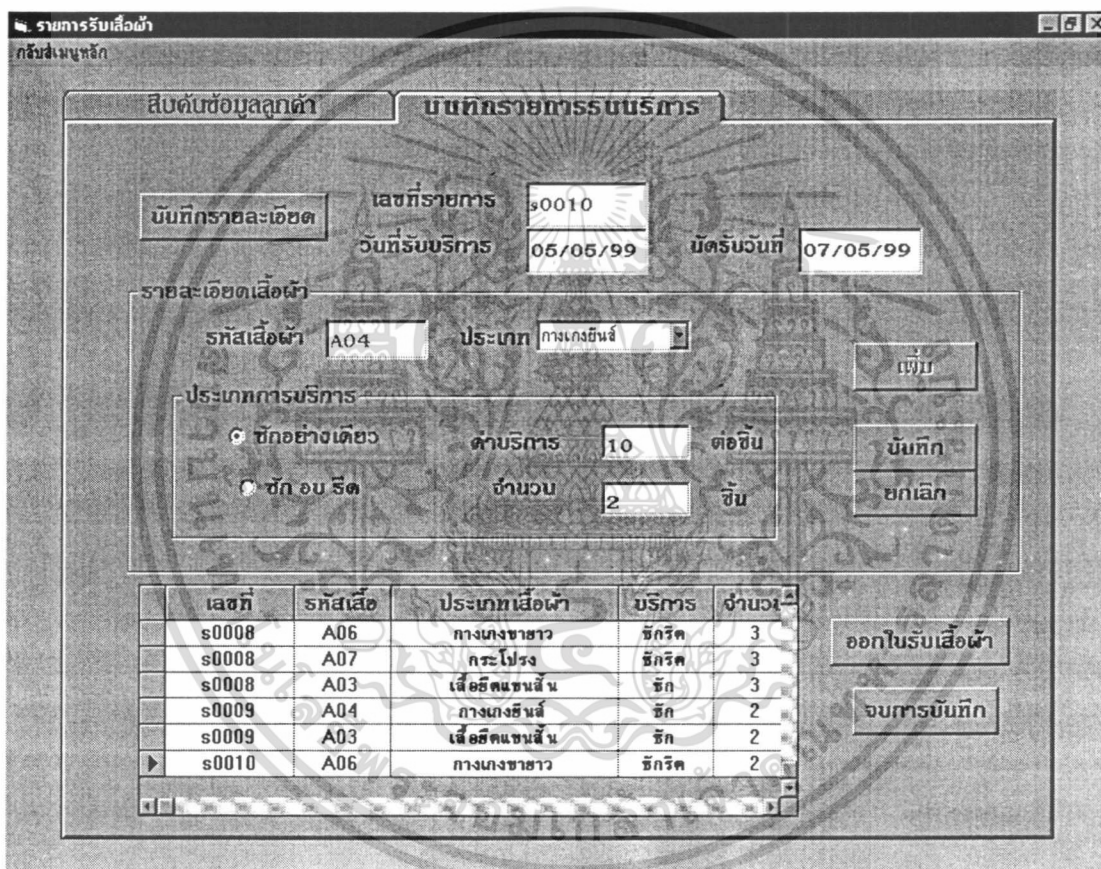 รายการรับเสื้อผ้า
กลับสู่เมนูหลัก
สืบค้นข้อมูลลูกค้า บันทึกรายการรับบริการ
บันทึกรายละเอียด เลขที่รายการ s0010
วันที่รับบริการ 05/05/99 นัดรับวันที่ 07/05/99
รายละเอียดเสื้อผ้า
รหัสเสื้อผ้า A04 ประเภท กางเกงยีนส์
เพิ่ม
ประเภทการบริการ
ซักอย่างเดียว ค่าบริการ 10 ต่อชิ้น บันทึก
ซัก อบ รีด จำนวน 2 ชิ้น ยกเลิก
เลขที่ รหัสเสื้อ ประเภทเสื้อผ้า บริการ จำนวน
s0008 A06 กางเกงขายาว ซักรีด 3
s0008 A07 กระโปรง ซักรีด 3
s0008 A03 เสื้อยืดแขนสั้น ซัก 3
s0009 A04 กางเกงยีนส์ ซัก 2
s0009 A03 เสื้อยืดแขนสั้น ซัก 2
s0010 A06 กางเกงขายาว ซักรีด 2
ออกใบรับเสื้อผ้า
จบการบันทึก